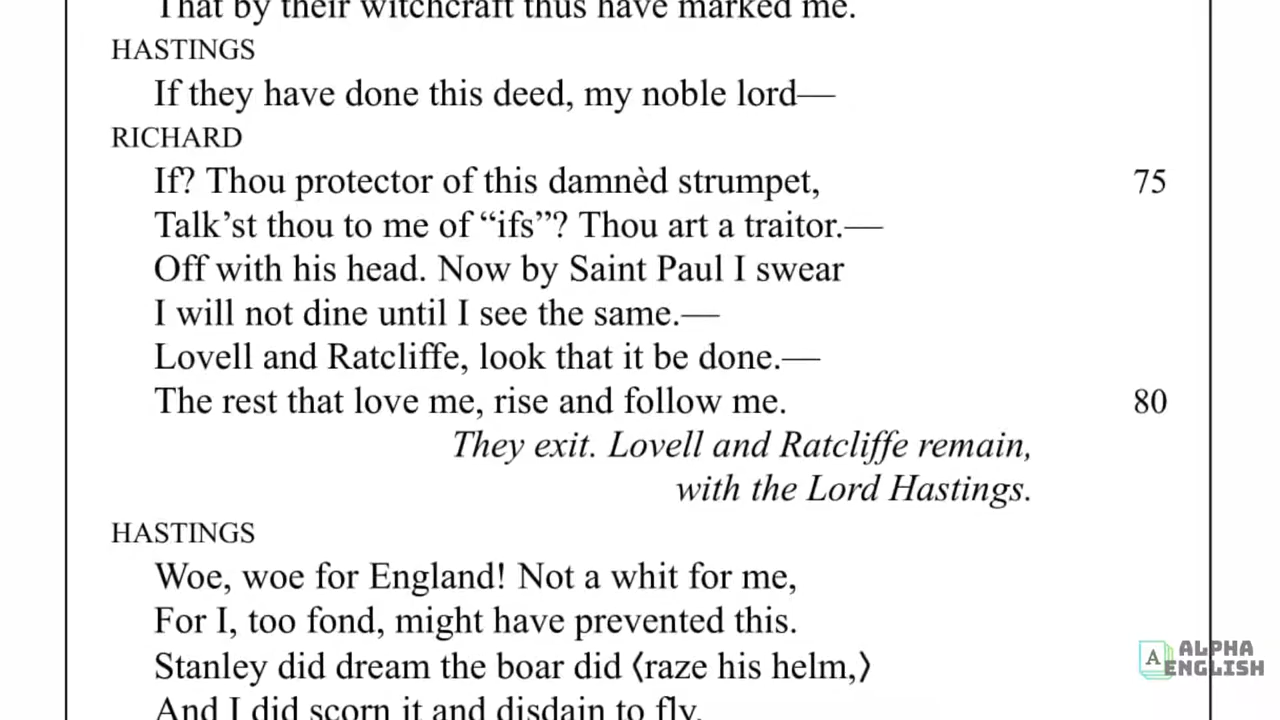 That by their witchcraft thus have marked me.
HASTINGS
If they have done this deed, my noble lord—
RICHARD
If? Thou protector of this damnèd strumpet, 75
Talk’st thou to me of “ifs”? Thou art a traitor.—
Off with his head. Now by Saint Paul I swear
I will not dine until I see the same.—
Lovell and Ratcliffe, look that it be done.—
The rest that love me, rise and follow me. 80
They exit. Lovell and Ratcliffe remain,
with the Lord Hastings.
HASTINGS
Woe, woe for England! Not a whit for me,
For I, too fond, might have prevented this.
Stanley did dream the boar did ⟨raze his helm,⟩
And I did scorn it and disdain to fly.
A ALPHA
ENGLISH